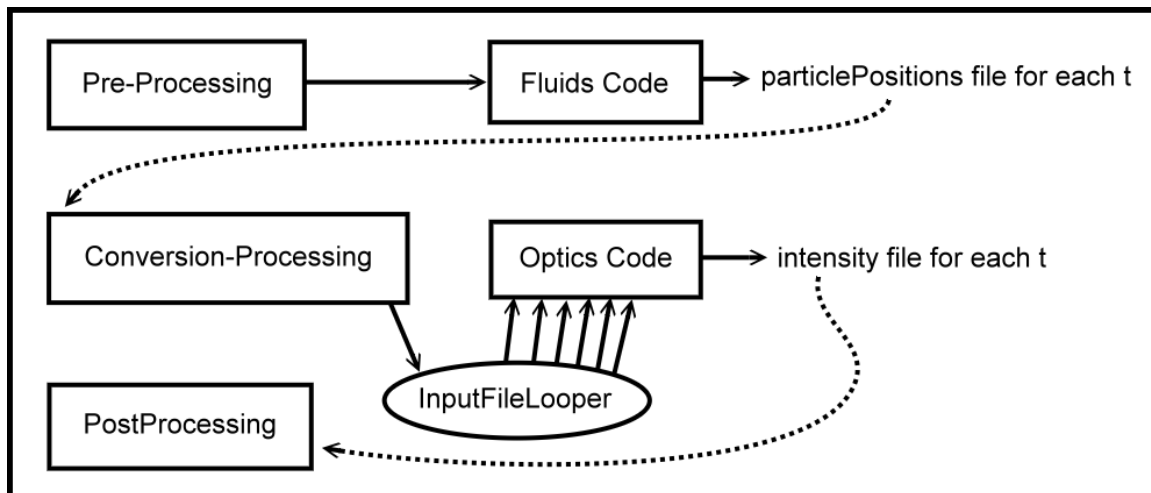 Pre-Processing
Fluids Code
particlePositions file for each t
Conversion-Processing
Optics Code
intensity file for each t
InputFileLooper
PostProcessing